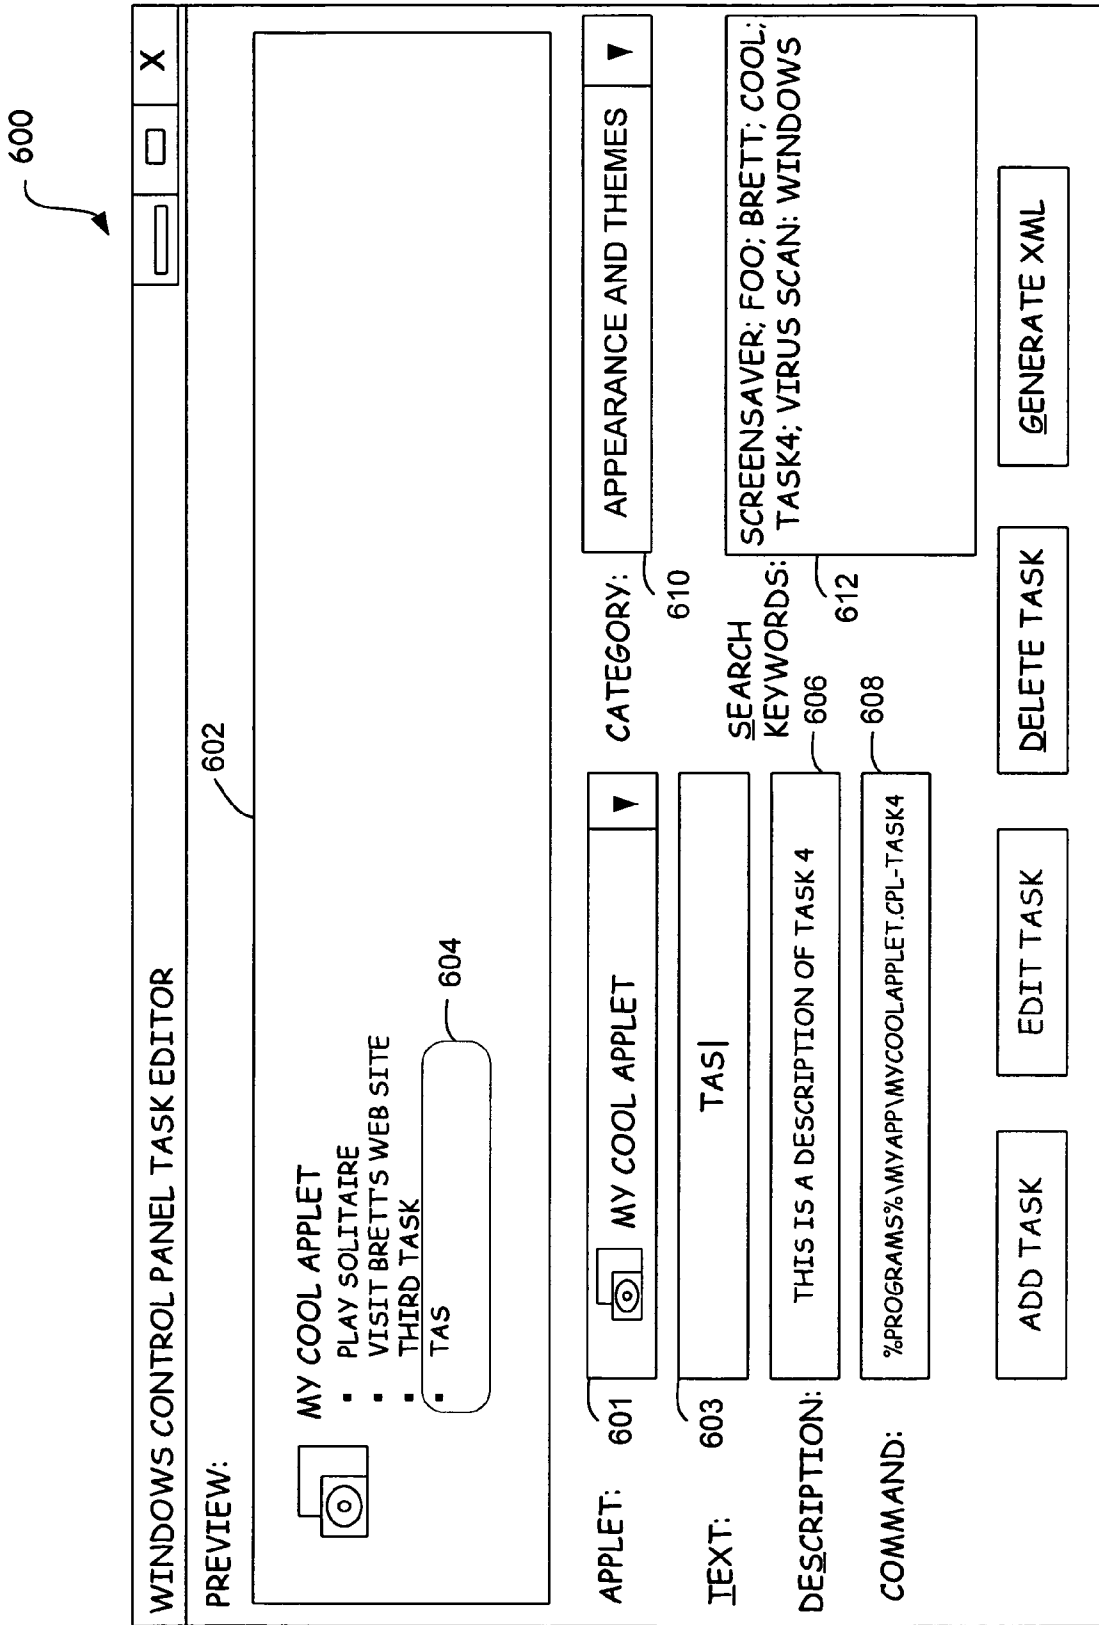 600
WINDOWS CONTROL PANEL TASK EDITOR
X
PREVIEW:
602
MY COOL APPLET
▪ PLAY SOLITAIRE
▪ VISIT BRETT'S WEB SITE
▪ THIRD TASK
▪ TAS
604
APPLET:
601
MY COOL APPLET
CATEGORY:
610
APPEARANCE AND THEMES
TEXT:
603
TAS
SEARCH
KEYWORDS:
612
SCREENSAVER; FOO; BRETT; COOL;
TASK4; VIRUS SCAN: WINDOWS
DESCRIPTION:
THIS IS A DESCRIPTION OF TASK 4
606
COMMAND:
%PROGRAMS%\MYAPP\MYCOOLAPPLET.CPL-TASK4
608
ADD TASK
EDIT TASK
DELETE TASK
GENERATE XML